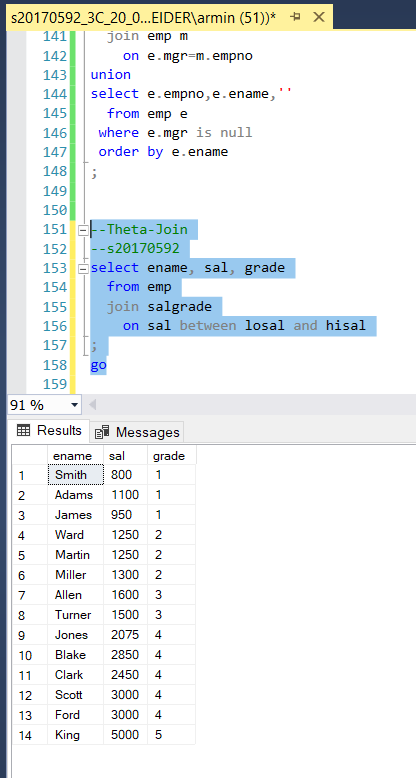 s20170592_3C_20_0...EIDER\armin (51))*
141 join emp m
142 on e.mgr=m.empno
143 union
144 select e.empno,e.ename,''
145 from emp e
146 where e.mgr is null
147 order by e.ename
148 ;
149
150
151 --Theta-Join
152 --s20170592
153 select ename, sal, grade
154 from emp
155 join salgrade
156 on sal between losal and hisal
157 ;
158 go
159
91 %
Results Messages
ename sal grade
1 Smith 800 1
2 Adams 1100 1
3 James 950 1
4 Ward 1250 2
5 Martin 1250 2
6 Miller 1300 2
7 Allen 1600 3
8 Turner 1500 3
9 Jones 2075 4
10 Blake 2850 4
11 Clark 2450 4
12 Scott 3000 4
13 Ford 3000 4
14 King 5000 5